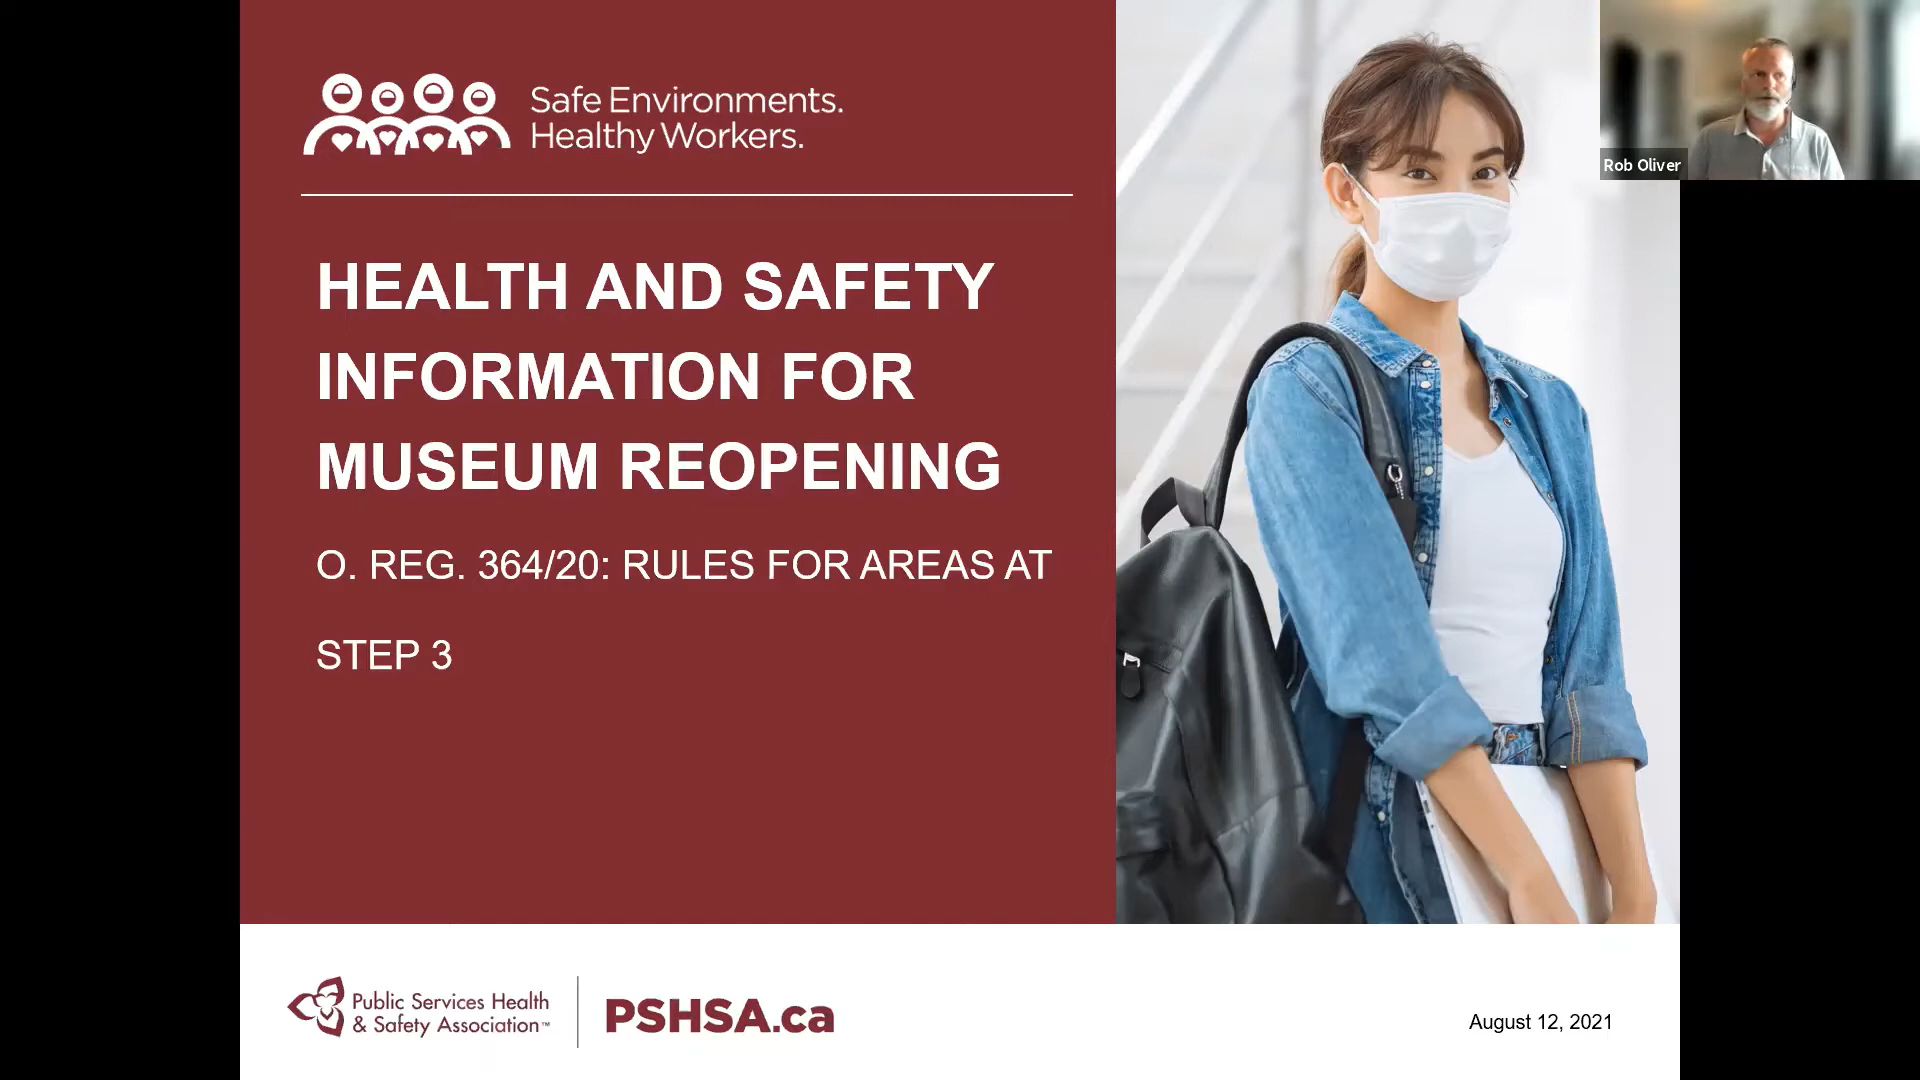 Safe Environments.
Healthy Workers.
Rob Oliver
HEALTH AND SAFETY
INFORMATION FOR
MUSEUM REOPENING
O. REG. 364/20: RULES FOR AREAS AT
STEP 3
Public Services Health
& Safety Association™
PSHSA.ca
August 12, 2021